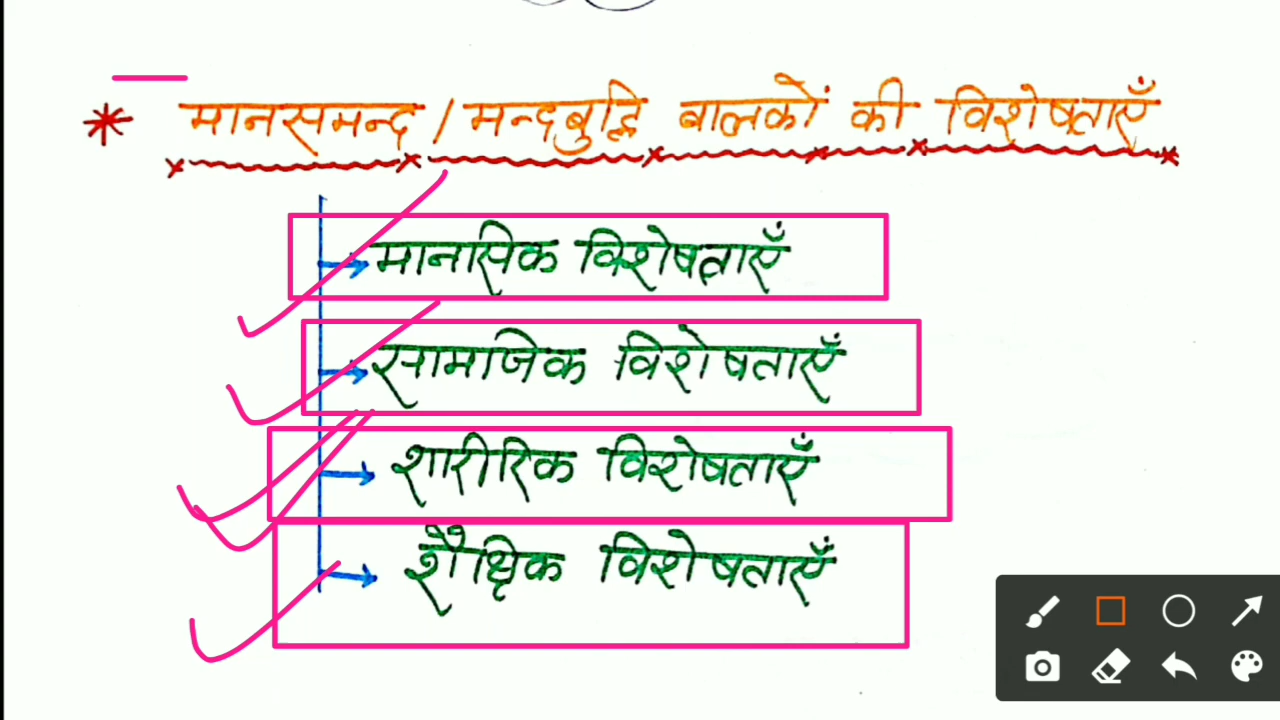 * मानसमन्द / मन्दबुद्धि बालकों की विशेषताएँ
मानसिक विशेषताएँ
सामाजिक विशेषताएँ
शारीरिक विशेषताएँ
शैक्षिक विशेषताएँ